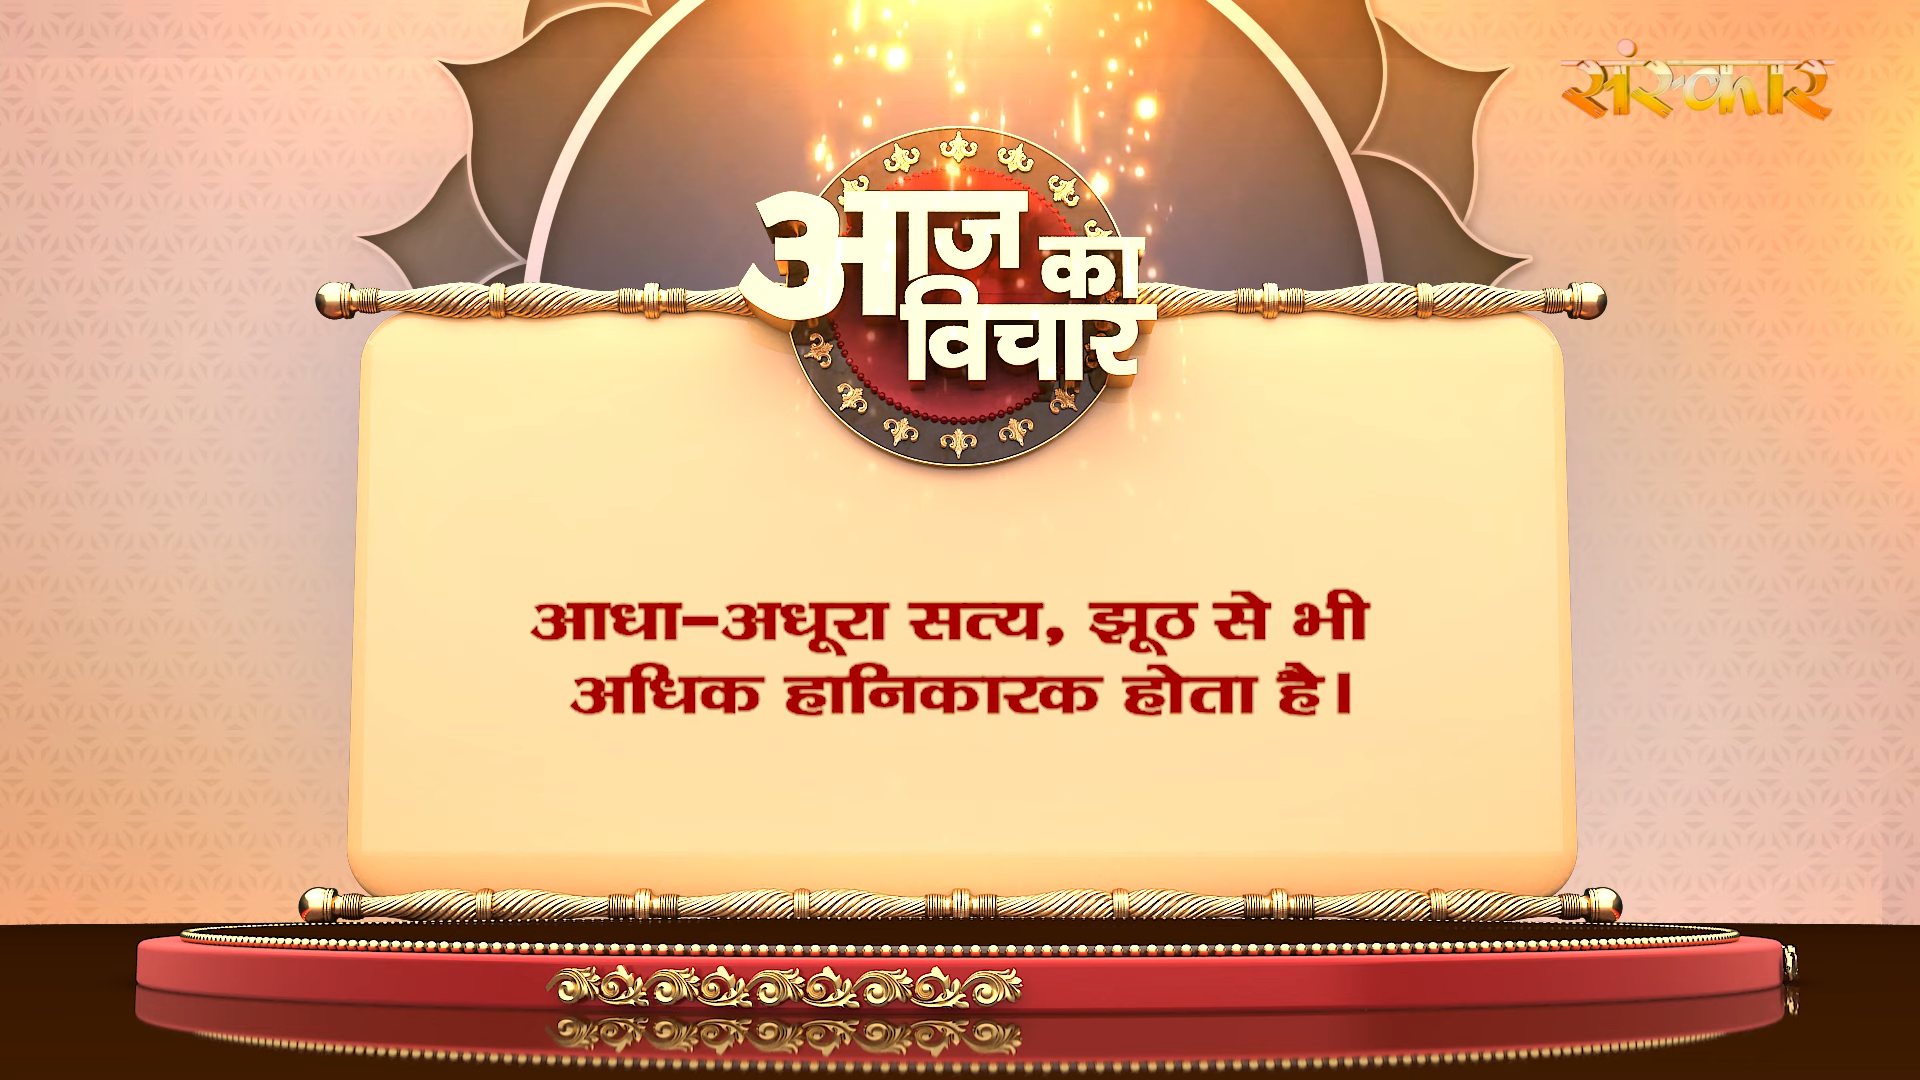 संस्कार
आज का
विचार
आधा-अधूरा सत्य, झूठ से भी
अधिक हानिकारक होता है।